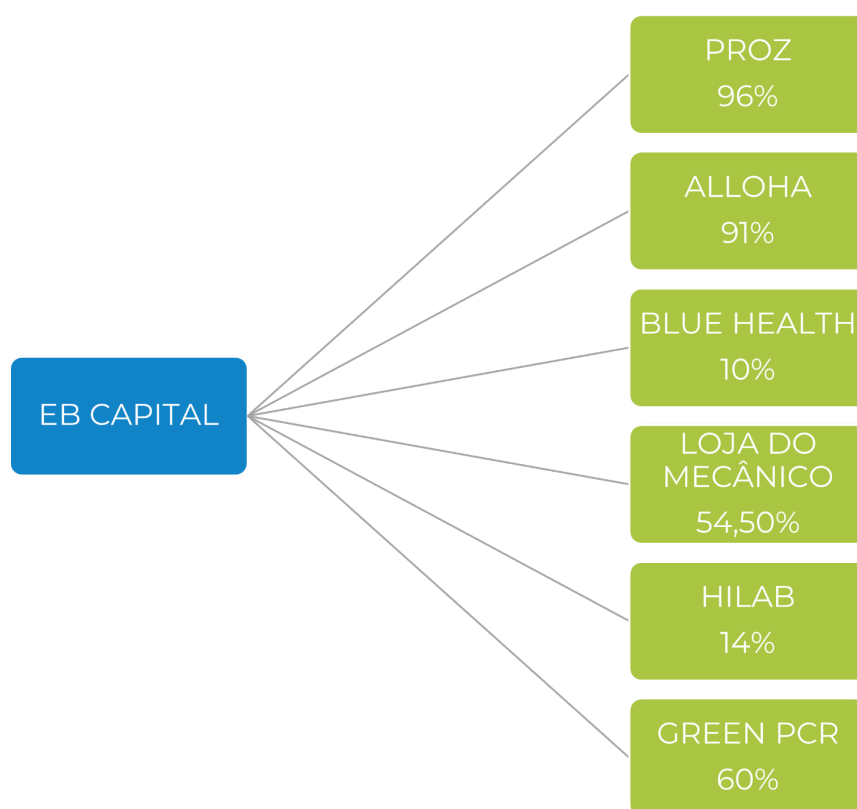 PROZ
96%
ALLOHA
91%
BLUE HEALTH
10%
EB CAPITAL
LOJA DO
MECÂNICO
54,50%
HILAB
14%
GREEN PCR
60%